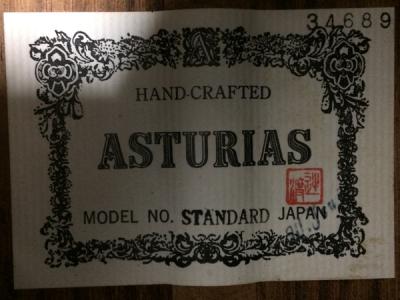 34689
A
HAND-CRAFTED
ASTURIAS
MODEL NO. STANDARD JAPAN